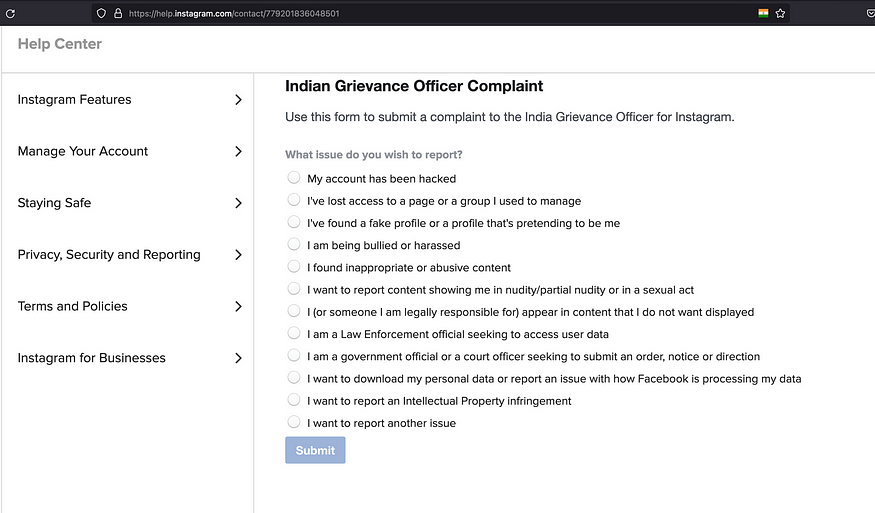 https://help.instagram.com/contact/779201836048501
Help Center
Instagram Features
Manage Your Account
Staying Safe
Privacy, Security and Reporting
Terms and Policies
Instagram for Businesses
Indian Grievance Officer Complaint
Use this form to submit a complaint to the India Grievance Officer for Instagram.
What issue do you wish to report?
My account has been hacked
I've lost access to a page or a group I used to manage
I've found a fake profile or a profile that's pretending to be me
I am being bullied or harassed
I found inappropriate or abusive content
I want to report content showing me in nudity/partial nudity or in a sexual act
I (or someone I am legally responsible for) appear in content that I do not want displayed
I am a Law Enforcement official seeking to access user data
I am a government official or a court officer seeking to submit an order, notice or direction
I want to download my personal data or report an issue with how Facebook is processing my data
I want to report an Intellectual Property infringement
I want to report another issue
Submit